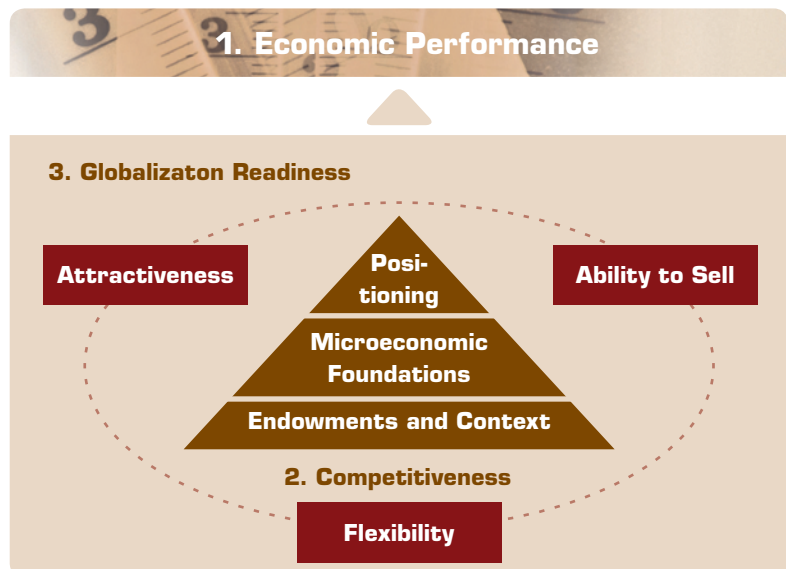 1. Economic Performance
3. Globalizaton Readiness
Attractiveness
Ability to Sell
Posi-
tioning
Microeconomic
Foundations
Endowments and Context
2. Competitiveness
Flexibility